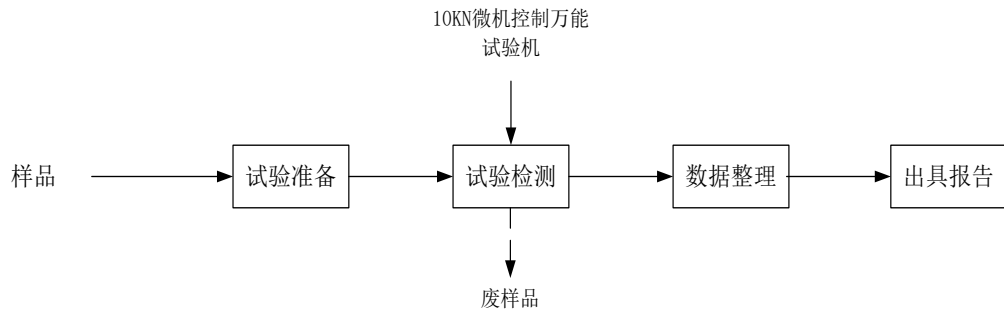 10KN微机控制万能
试验机
样品
试验准备
试验检测
数据整理
出具报告
废样品